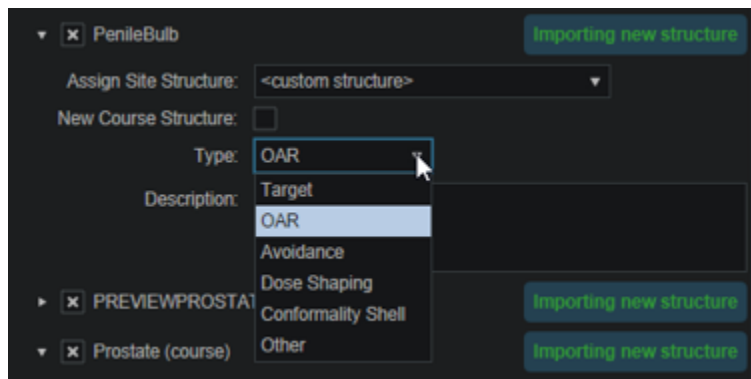 PenileBulb Importing new structure
Assign Site Structure: <custom structure>
New Course Structure:
Type: OAR
Target
Description:
OAR
Avoidance
Dose Shaping
PREVIEWPROSTAT Importing new structure
Conformality Shell
Prostate (course) Importing new structure
Other